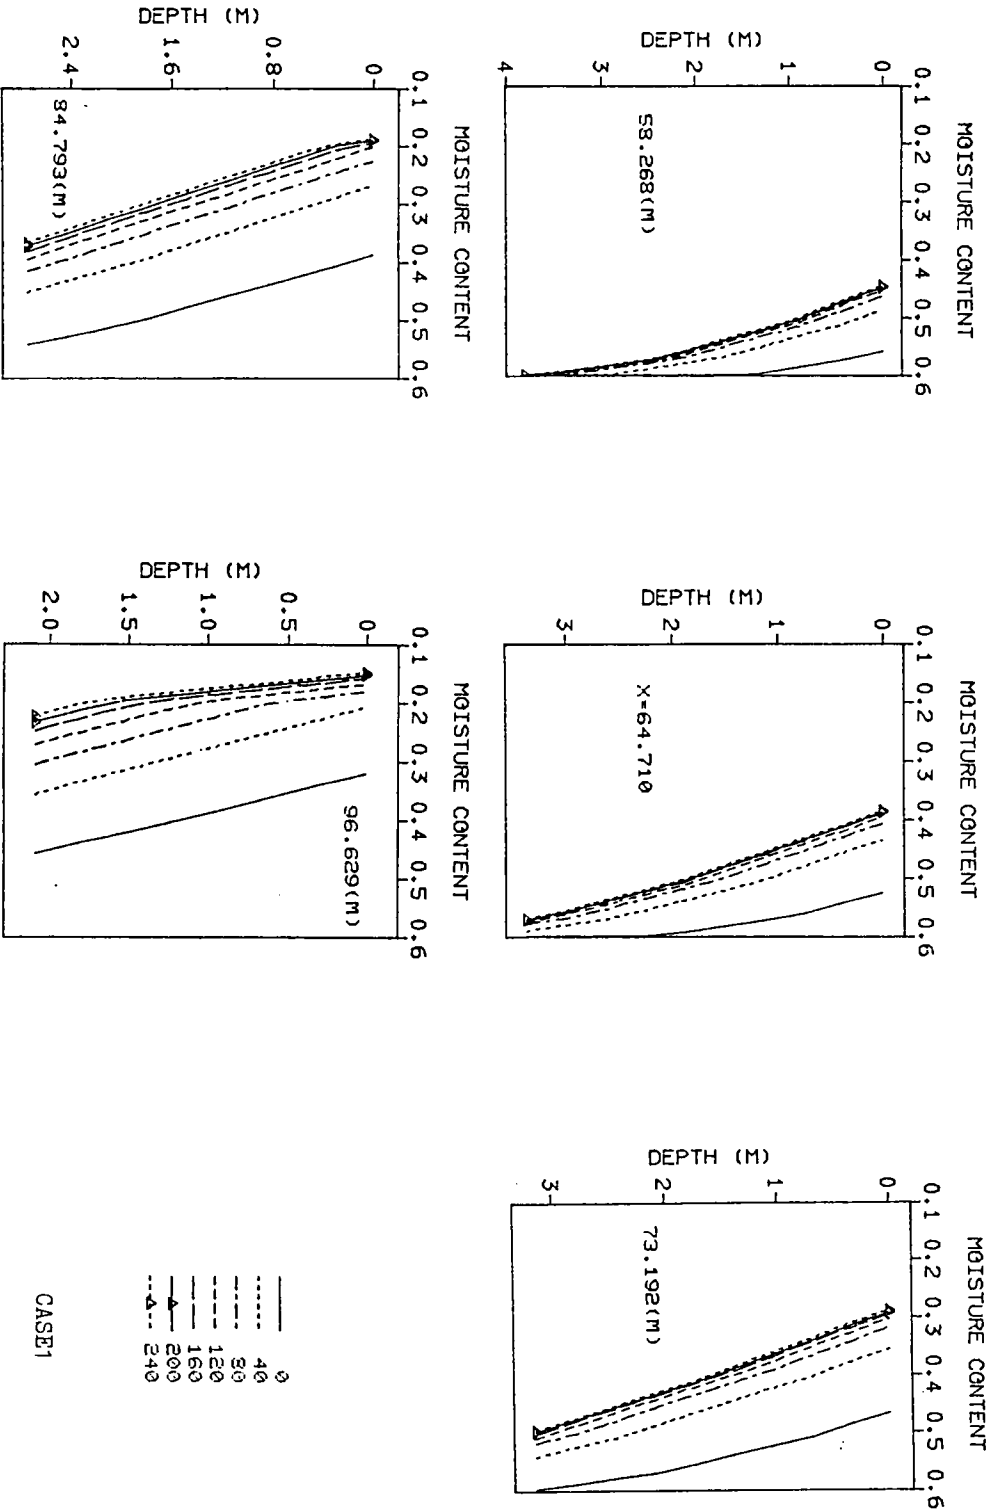 MOISTURE CONTENT
0.1 0.2 0.3 0.4 0.5 0.6
DEPTH (M)
0
1
2
3
4
58.268(M)
MOISTURE CONTENT
0.1 0.2 0.3 0.4 0.5 0.6
DEPTH (M)
0
1
2
3
X=64.710
MOISTURE CONTENT
0.1 0.2 0.3 0.4 0.5 0.6
DEPTH (M)
0
1
2
3
73.192(M)
MOISTURE CONTENT
0.1 0.2 0.3 0.4 0.5 0.6
DEPTH (M)
0
0.8
1.6
2.4
84.793(M)
MOISTURE CONTENT
0.1 0.2 0.3 0.4 0.5 0.6
DEPTH (M)
0
0.5
1.0
1.5
2.0
96.629(M)
0
40
80
120
160
200
240
CASE1